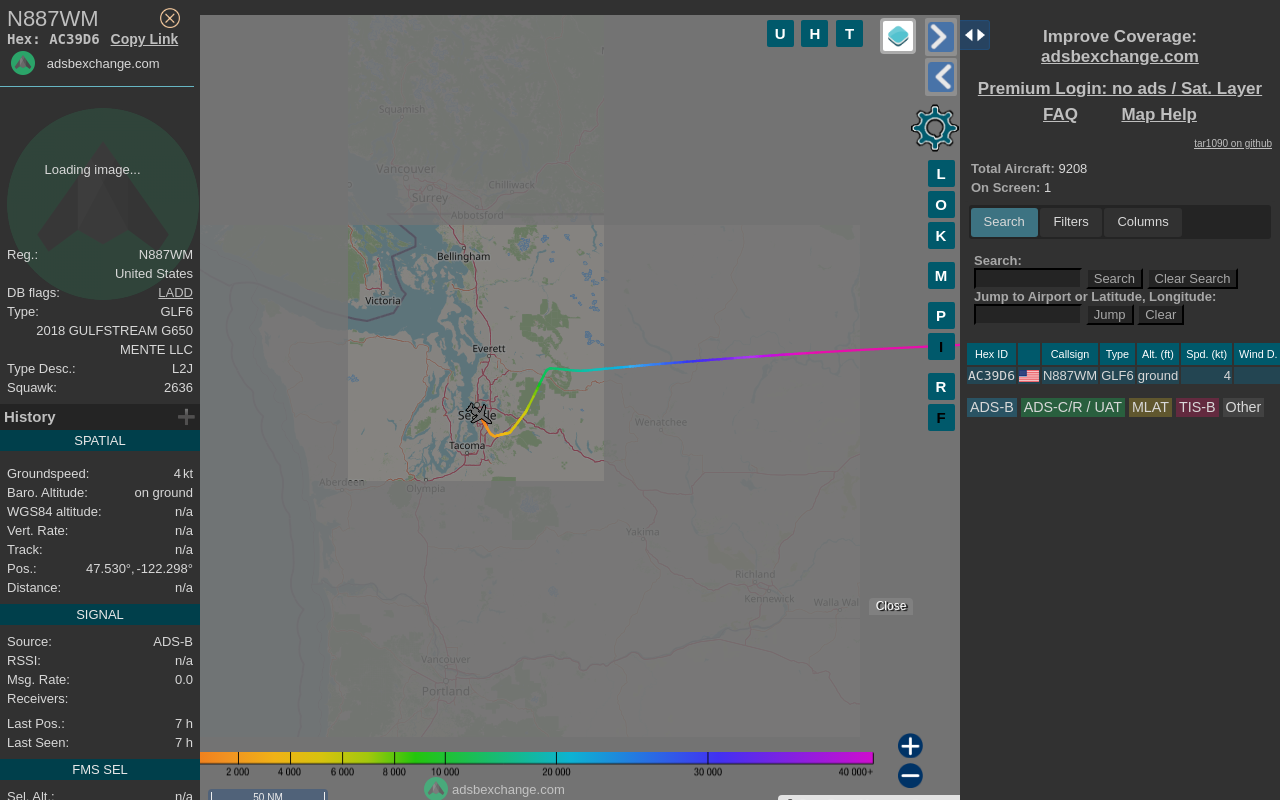 N887WM
Hex: AC39D6 Copy Link
adsbexchange.com
Loading image...
Reg.: N887WM
United States
DB flags: LADD
Type: GLF6
2018 GULFSTREAM G650
MENTE LLC
Type Desc.: L2J
Squawk: 2636
History
SPATIAL
Groundspeed: 4 kt
Baro. Altitude: on ground
WGS84 altitude: n/a
Vert. Rate: n/a
Track: n/a
Pos.: 47.530°, -122.298°
Distance: n/a
SIGNAL
Source: ADS-B
RSSI: n/a
Msg. Rate: 0.0
Receivers:
Last Pos.: 7 h
Last Seen: 7 h
FMS SEL
Sel. Alt.: n/a
U H T
L
O
K
M
P
I
R
F
Squamish
Vancouver
Surrey
Chilliwack
Abbotsford
Bellingham
Victoria
Everett
Seattle
Tacoma
Wenatchee
Aberdeen
Olympia
Yakima
Richland
Kennewick
Walla Wal
Vancouver
Portland
Close
2 000 4 000 6 000 8 000 10 000 20 000 30 000 40 000+
50 NM
adsbexchange.com
Improve Coverage:
adsbexchange.com
Premium Login: no ads / Sat. Layer
FAQ Map Help
tar1090 on github
Total Aircraft: 9208
On Screen: 1
Search Filters Columns
Search:
Search Clear Search
Jump to Airport or Latitude, Longitude:
Jump Clear
Hex ID Callsign Type Alt. (ft) Spd. (kt) Wind D.
AC39D6 N887WM GLF6 ground 4
ADS-B ADS-C/R / UAT MLAT TIS-B Other